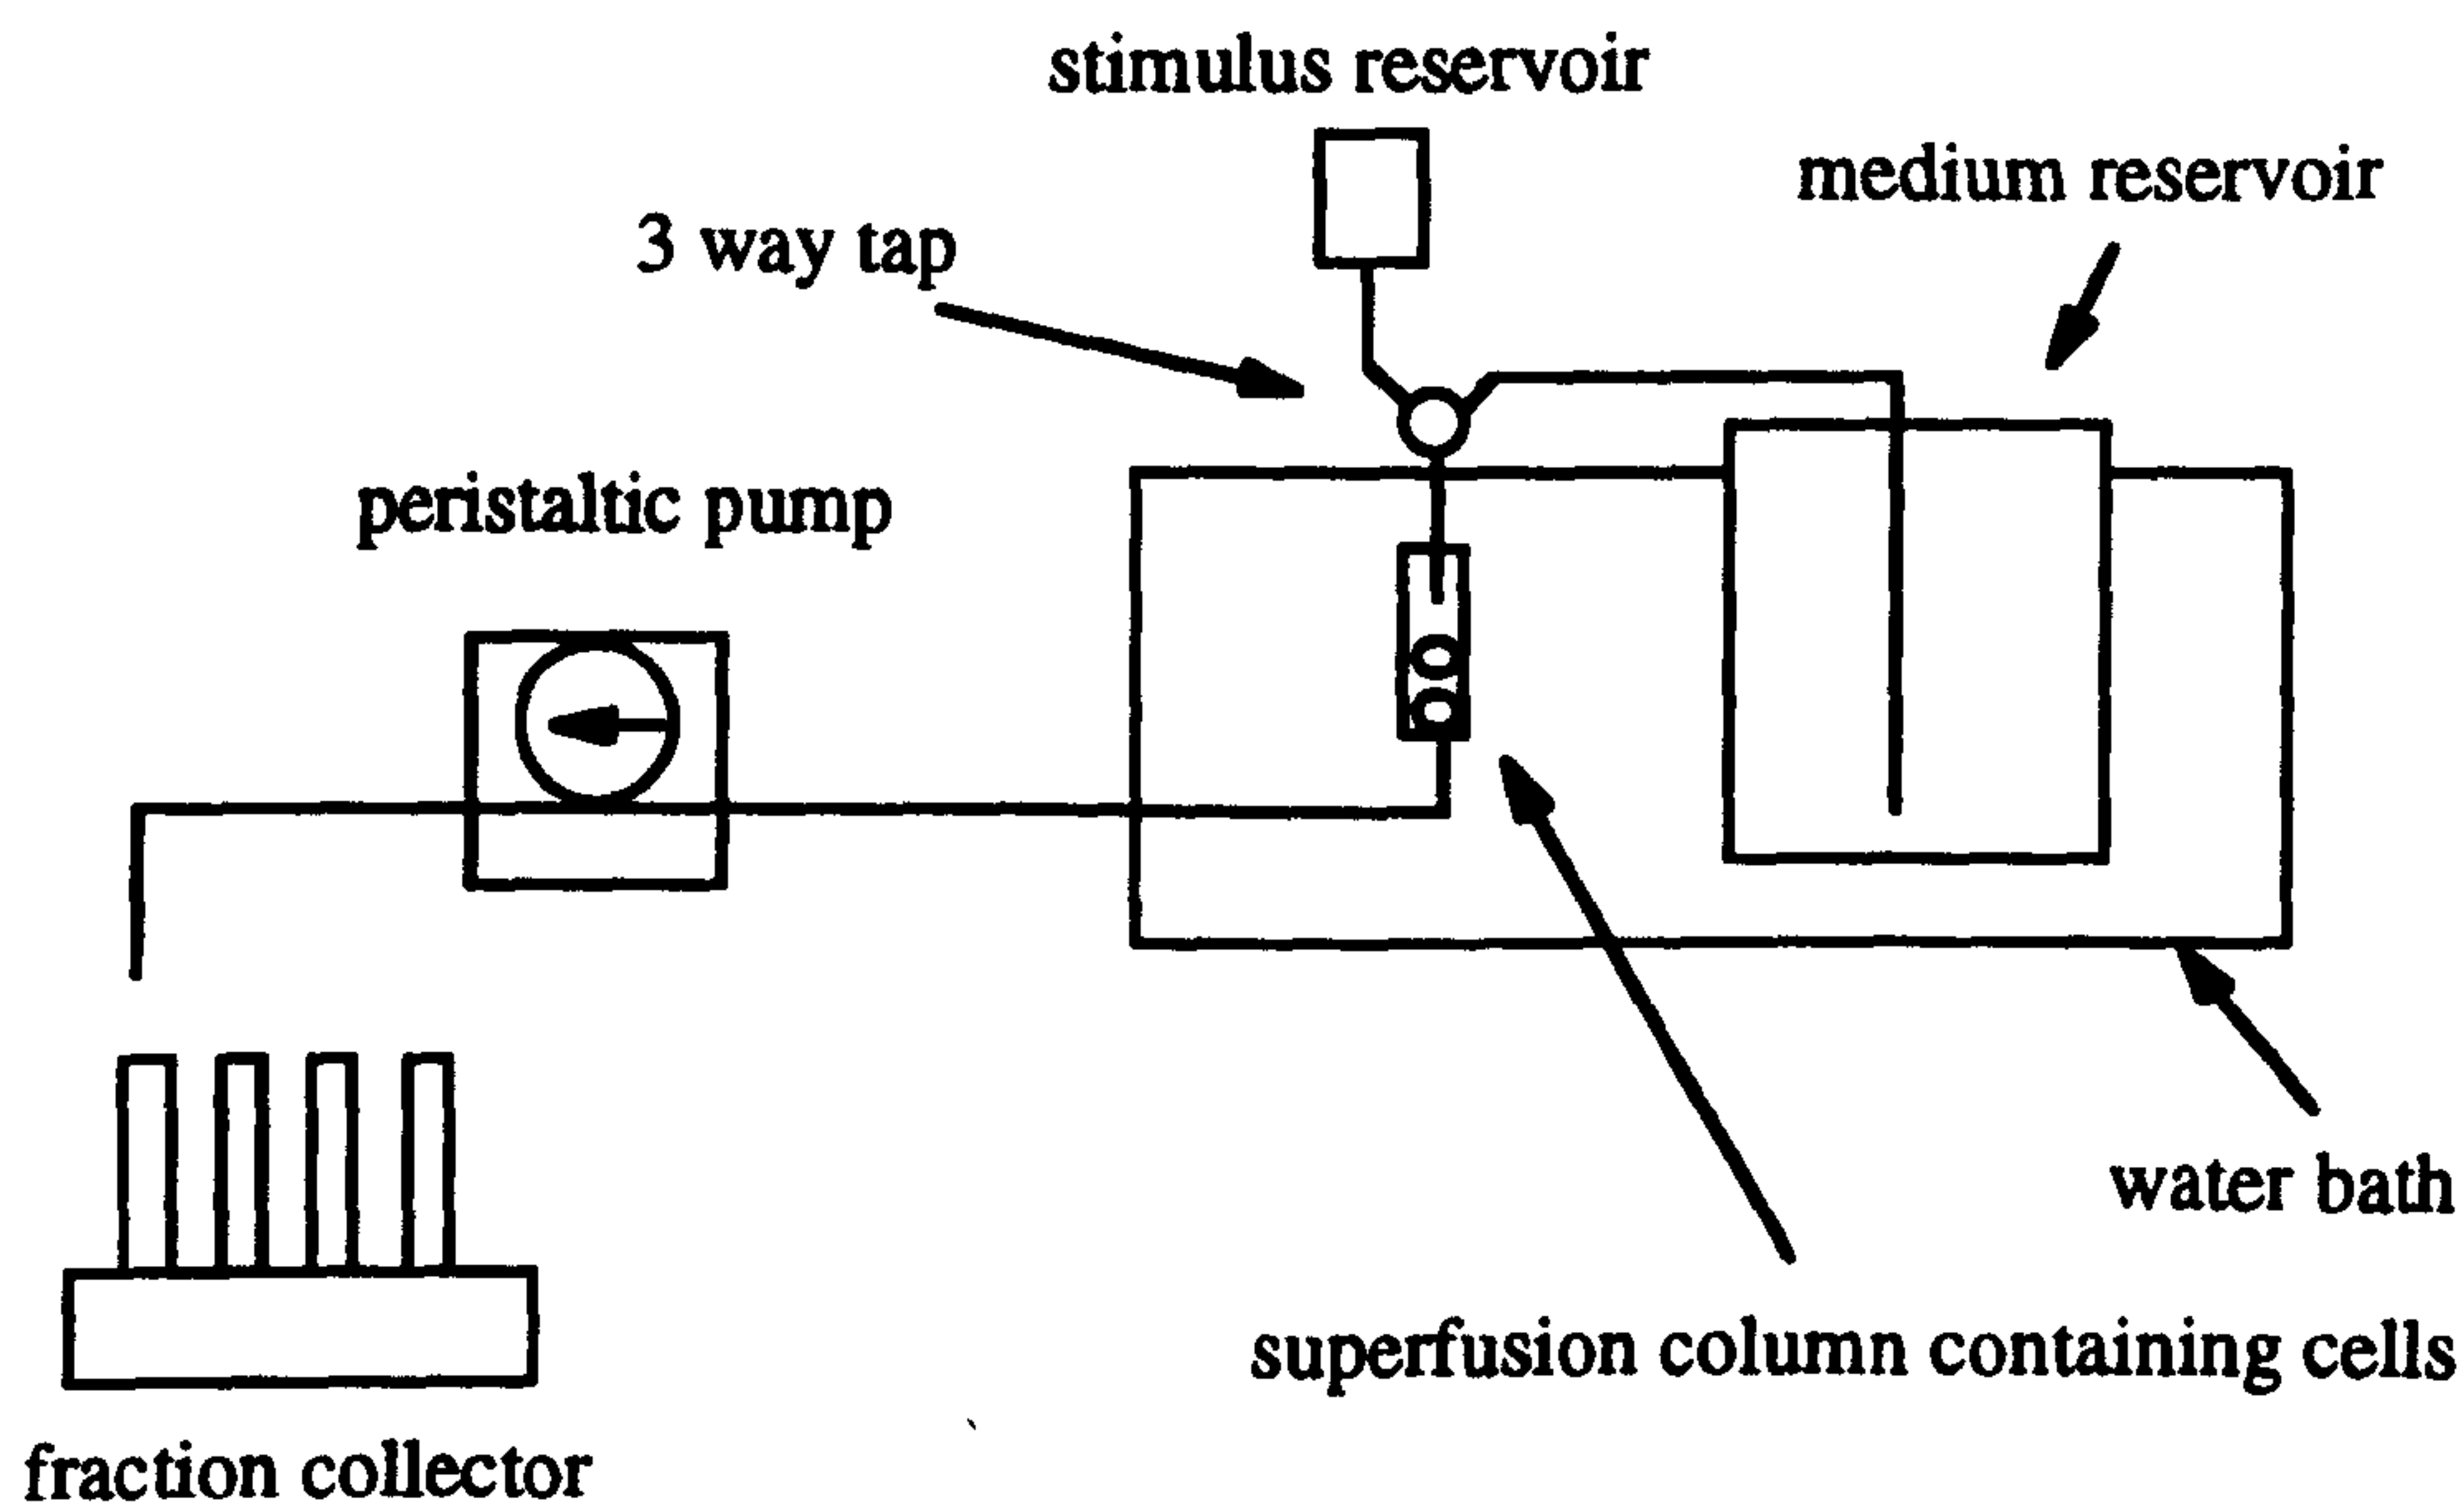 stimulus reservoir
medium reservoir
3 way tap
peristaltic pump
water bath
superfusion column containing cells
fraction collector